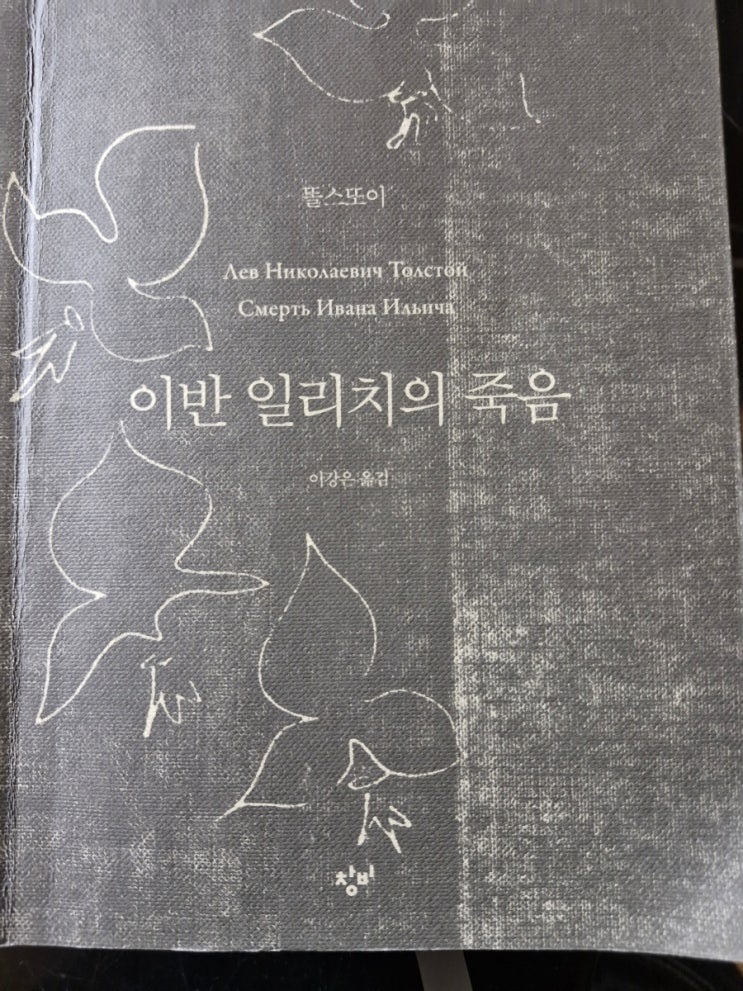 똘스또이
Лев Николаевич Толстой
Смерть Ивана Ильича
이반 일리치의 죽음
이강은 옮김
창비